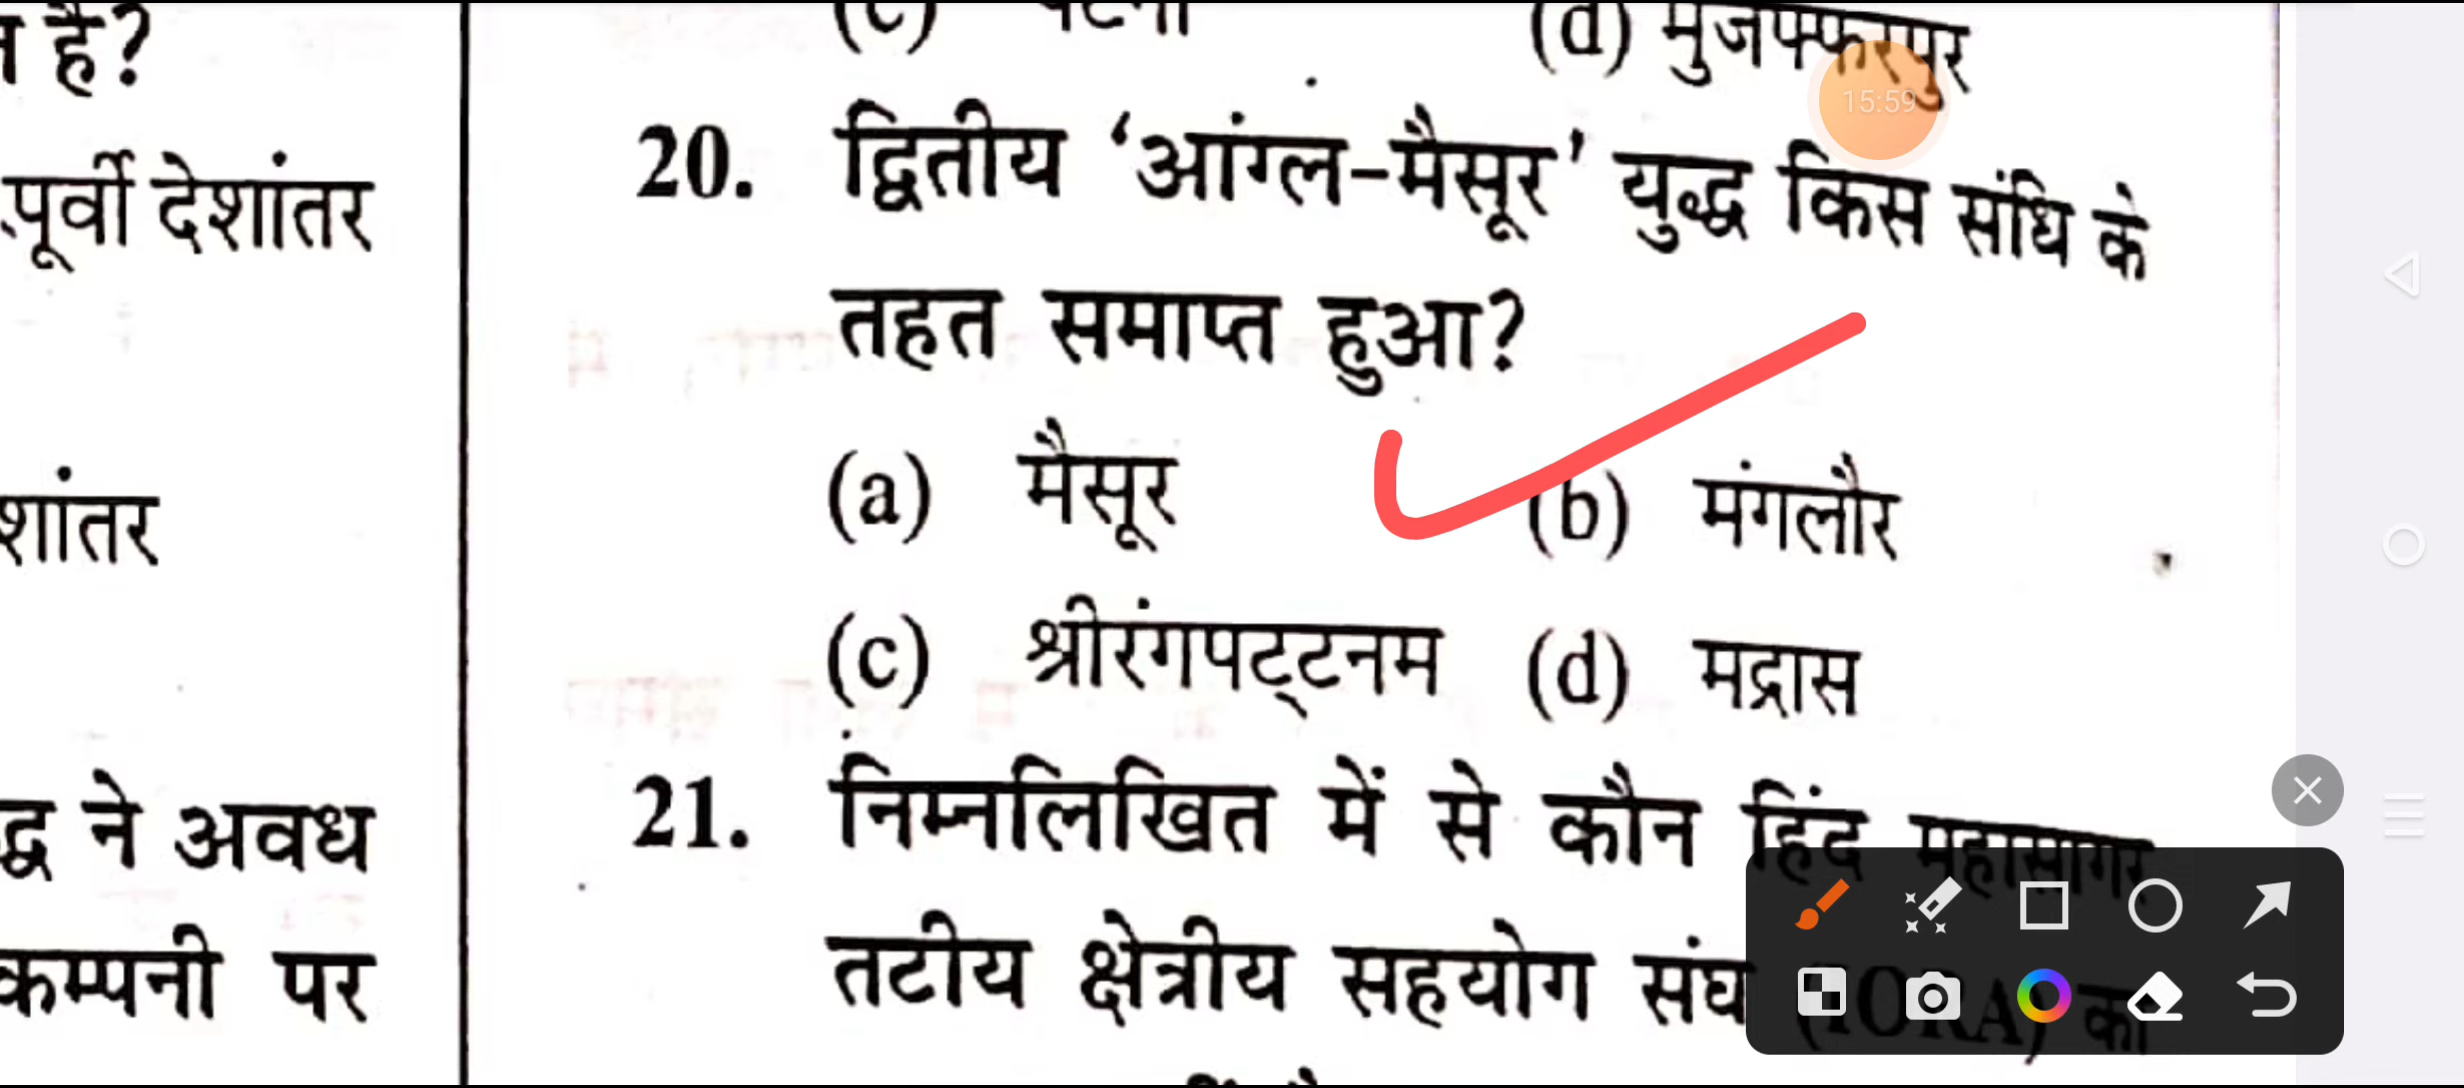 त है?
पूर्वी देशांतर
शांतर
द्ध ने अवध
कम्पनी पर
(d) मुजफ्फरपुर
15:59
20. द्वितीय ‘आंग्ल-मैसूर’ युद्ध किस संधि के
तहत समाप्त हुआ?
(a) मैसूर (b) मंगलौर
(c) श्रीरंगपट्टनम (d) मद्रास
21. निम्नलिखित में से कौन हिंद महासागर
तटीय क्षेत्रीय सहयोग संघ (IORA) का